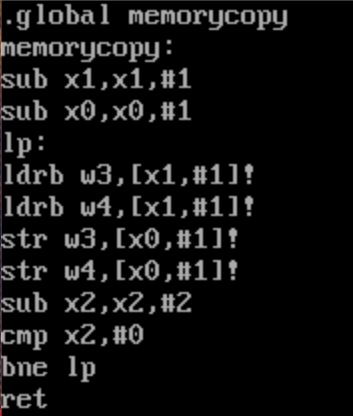 .global memorycopy
memorycopy:
sub x1,x1,#1
sub x0,x0,#1
lp:
ldrb w3,[x1,#1]!
ldrb w4,[x1,#1]!
str w3,[x0,#1]!
str w4,[x0,#1]!
sub x2,x2,#2
cmp x2,#0
bne lp
ret